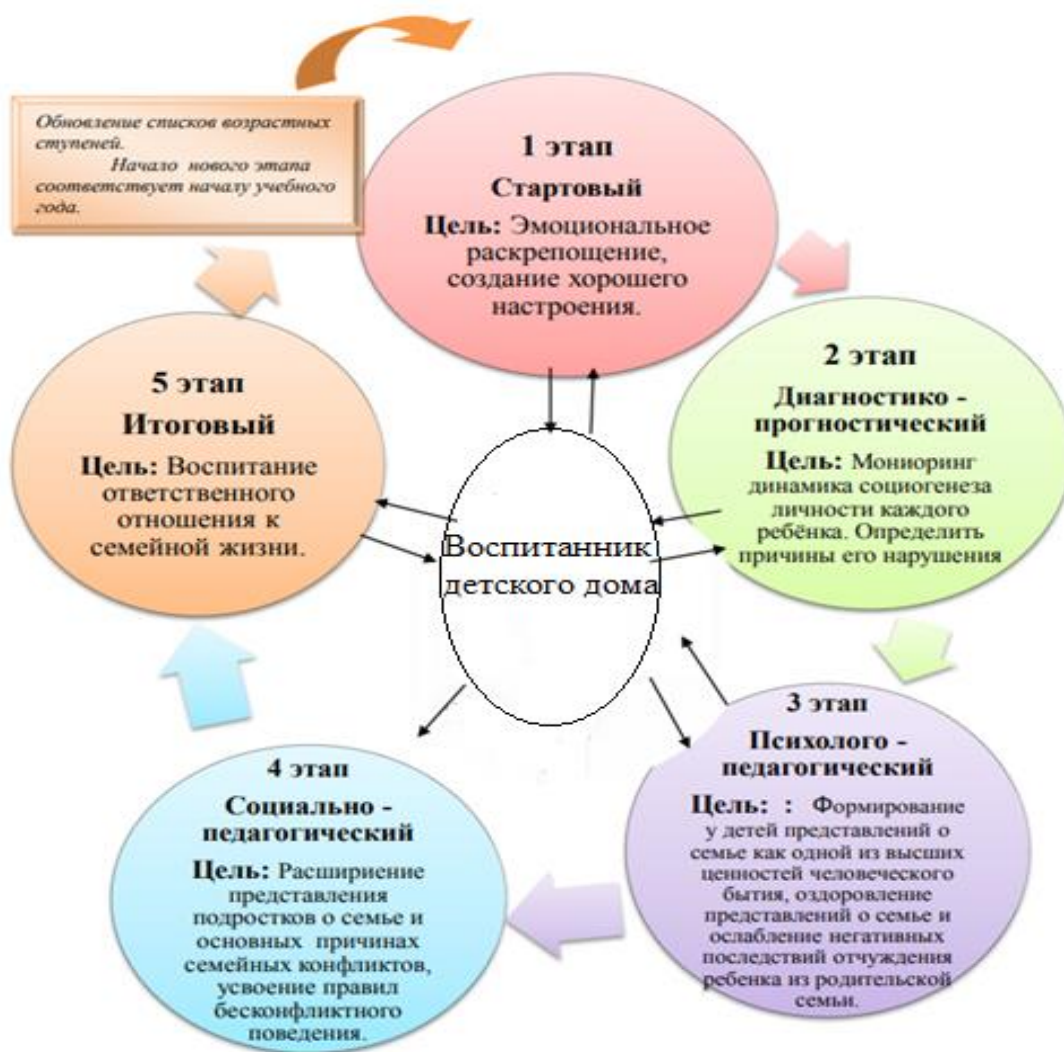 Обновление списков возрастных
ступеней.
Начало нового этапа
соответствует началу учебного
года.
1 этап
Стартовый
Цель: Эмоциональное
раскрепощение,
создание хорошего
настроения.
2 этап
Диагностико -
прогностический
Цель: Мониоринг
динамика социогенеза
личности каждого
ребёнка. Определить
причины его нарушения
3 этап
Психолого -
педагогический
Цель: : Формирование
у детей представлений о
семье как одной из высших
ценностей человеческого
бытия, оздоровление
представлений о семье и
ослабление негативных
последствий отчуждения
ребенка из родительской
семьи.
4 этап
Социально -
педагогический
Цель: Расшириение
представления
подростков о семье и
основных причинах
семейных конфликтов,
усвоение правил
бесконфликтного
поведения.
5 этап
Итоговый
Цель: Воспитание
ответственного
отношения к
семейной жизни.
Воспитанник
детского дома